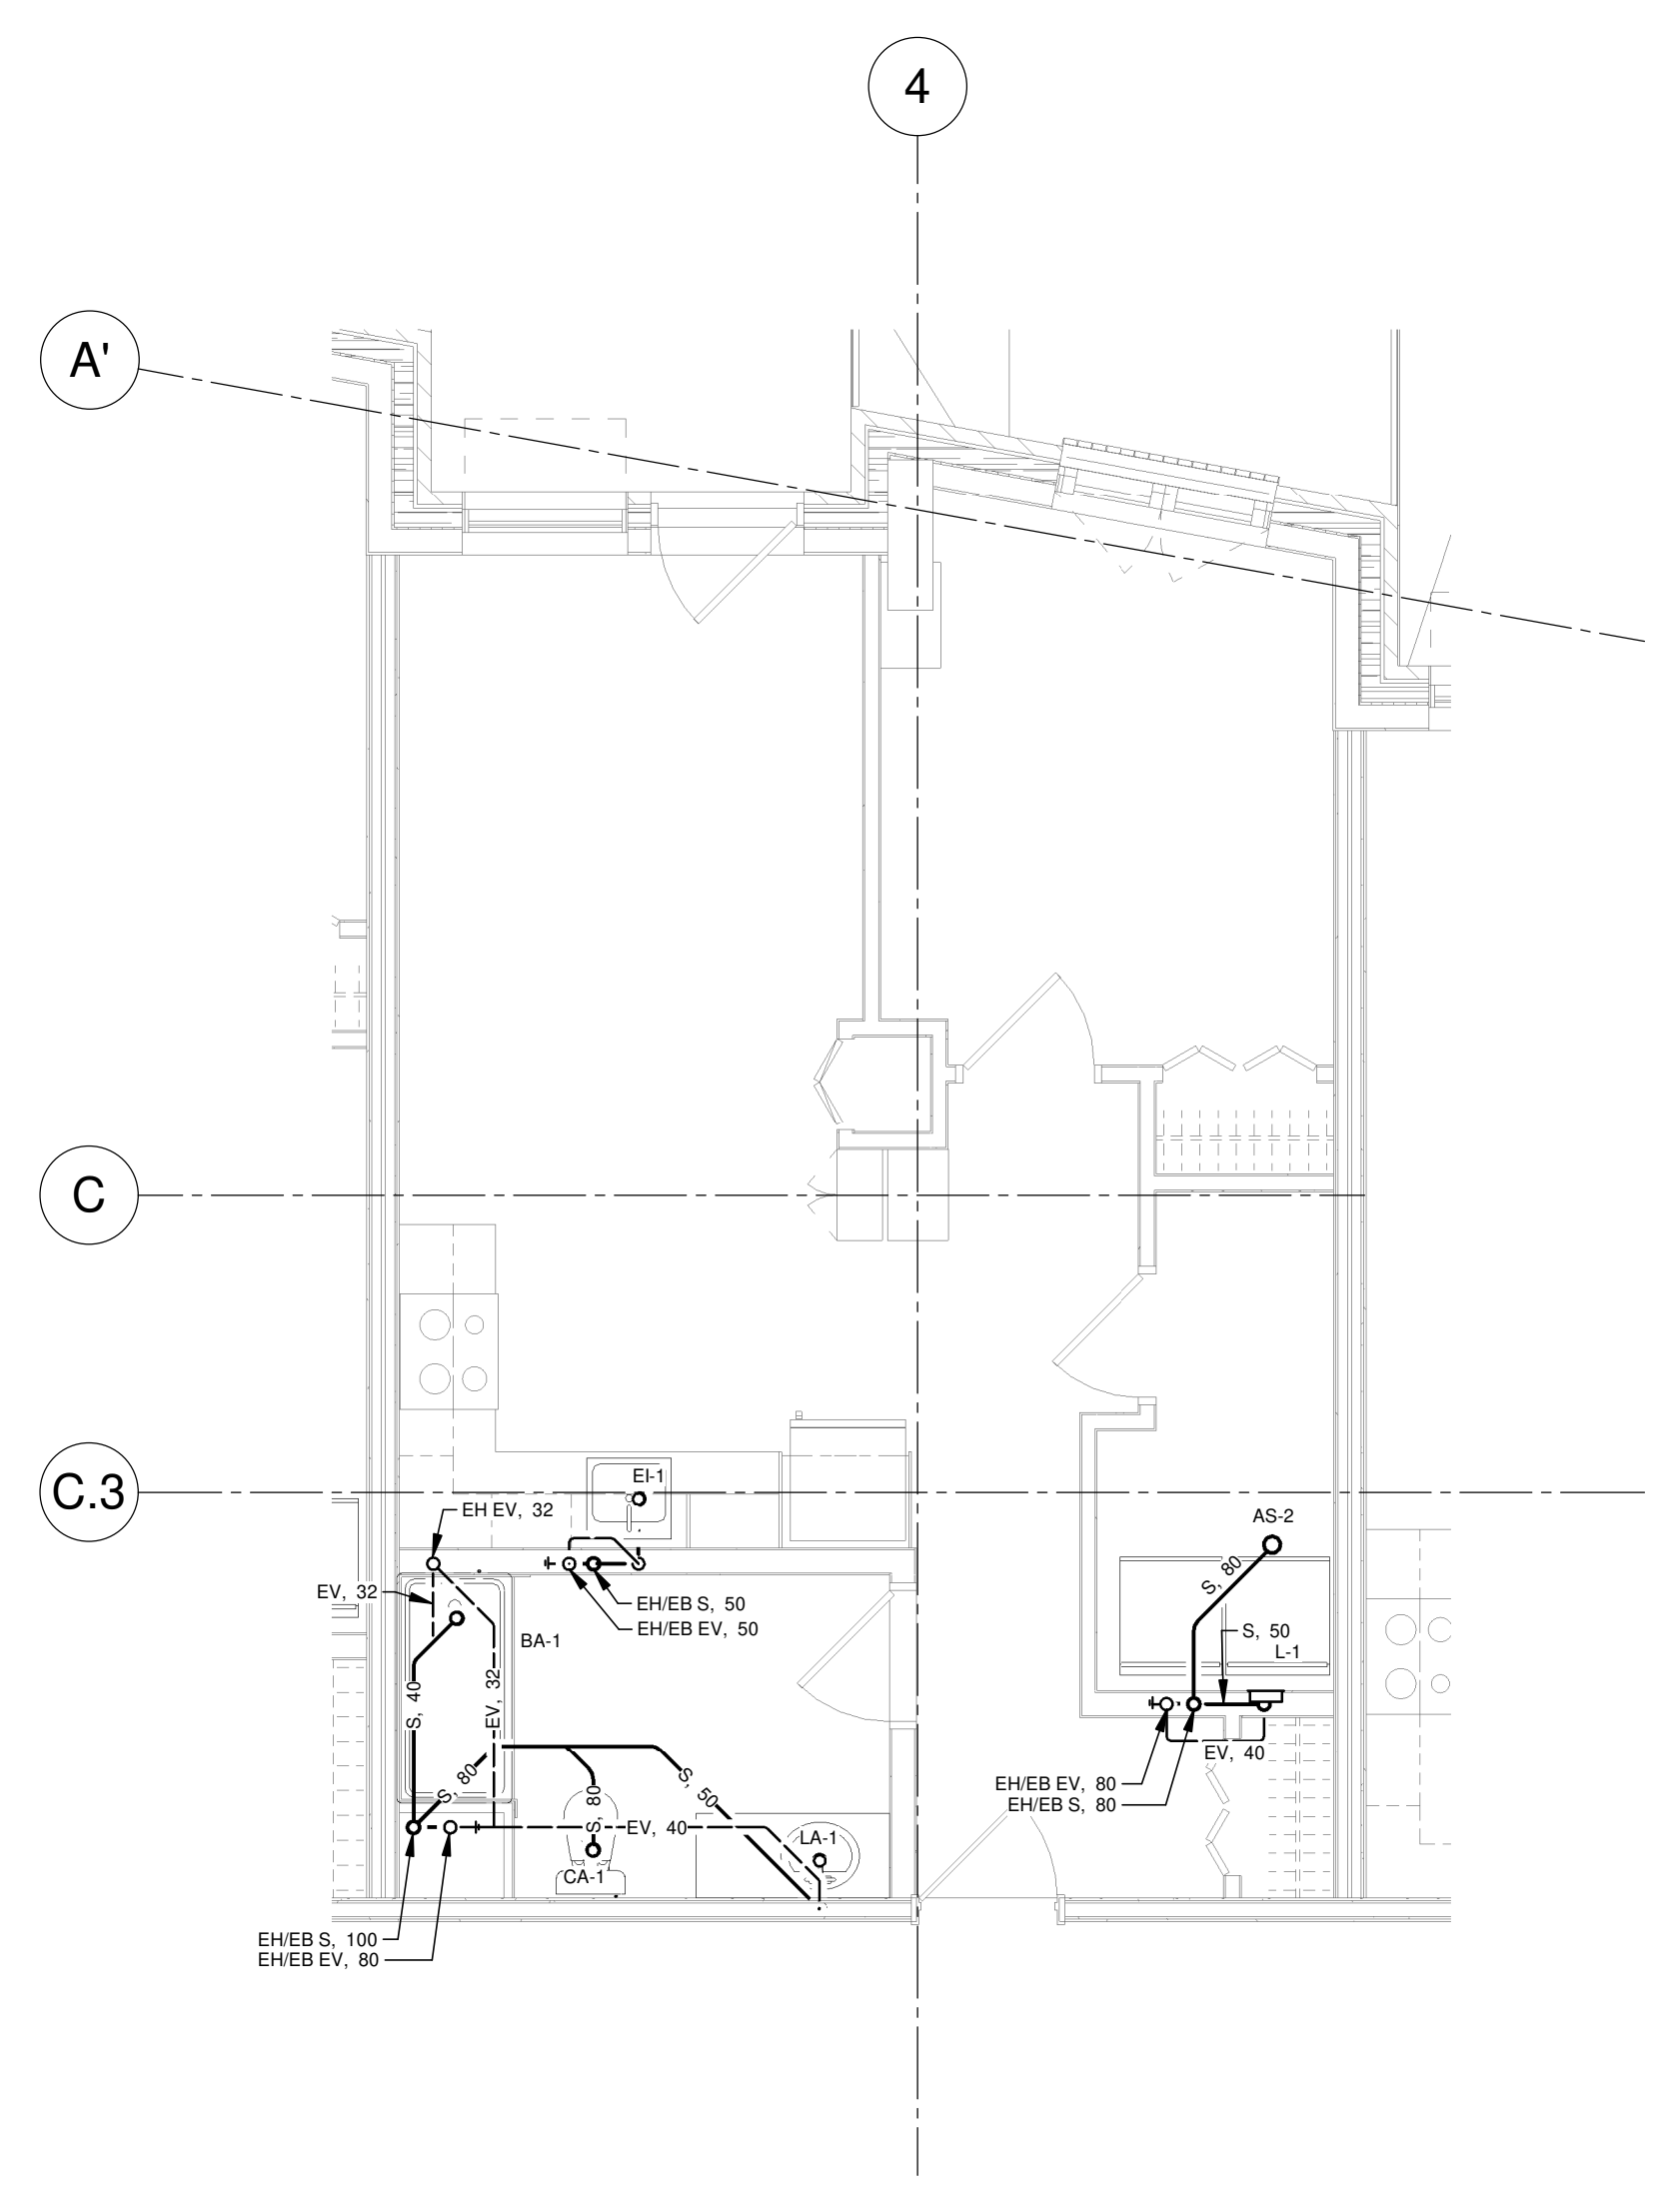 4
A'
C
C.3
EI-1
EH EV, 32
AS-2
S, 80
EV, 32
EH/EB S, 50
EH/EB EV, 50
BA-1
S, 50
L-1
S, 40
EV, 32
EV, 40
S, 80
S, 80
S, 50
EH/EB EV, 80
EH/EB S, 80
EV, 40
LA-1
CA-1
EH/EB S, 100
EH/EB EV, 80